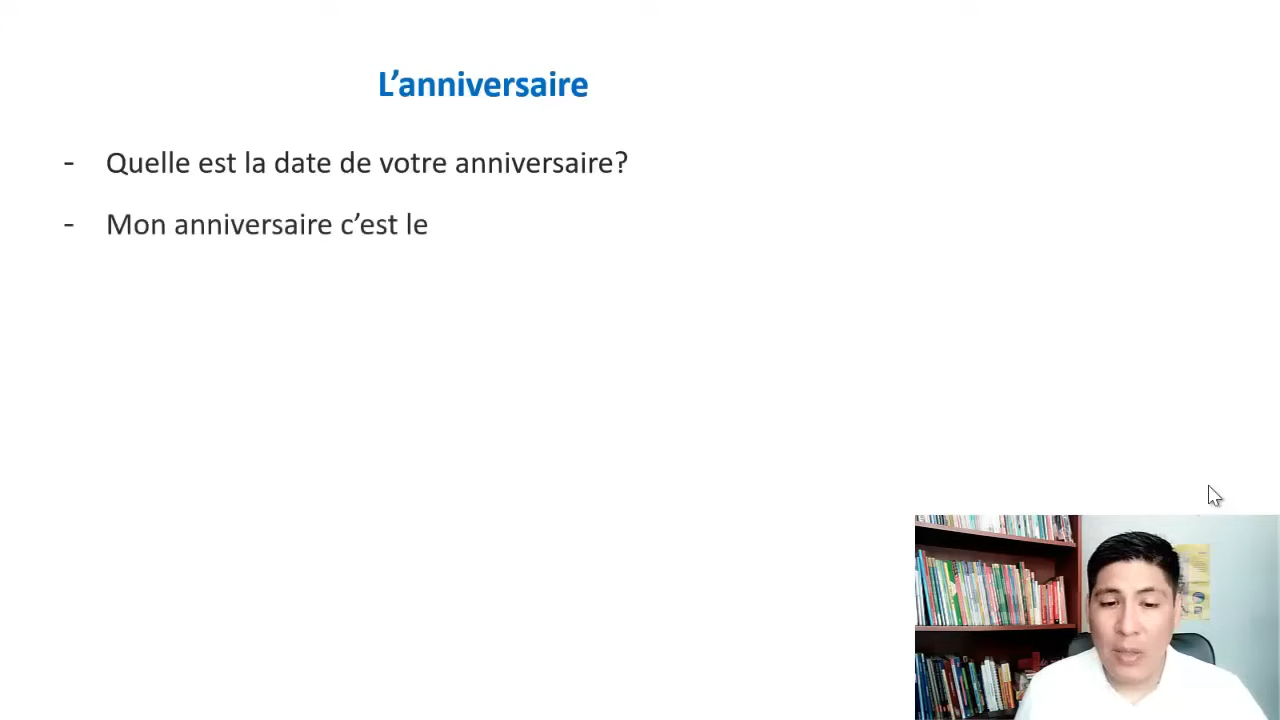 L’anniversaire
- Quelle est la date de votre anniversaire?
- Mon anniversaire c’est le